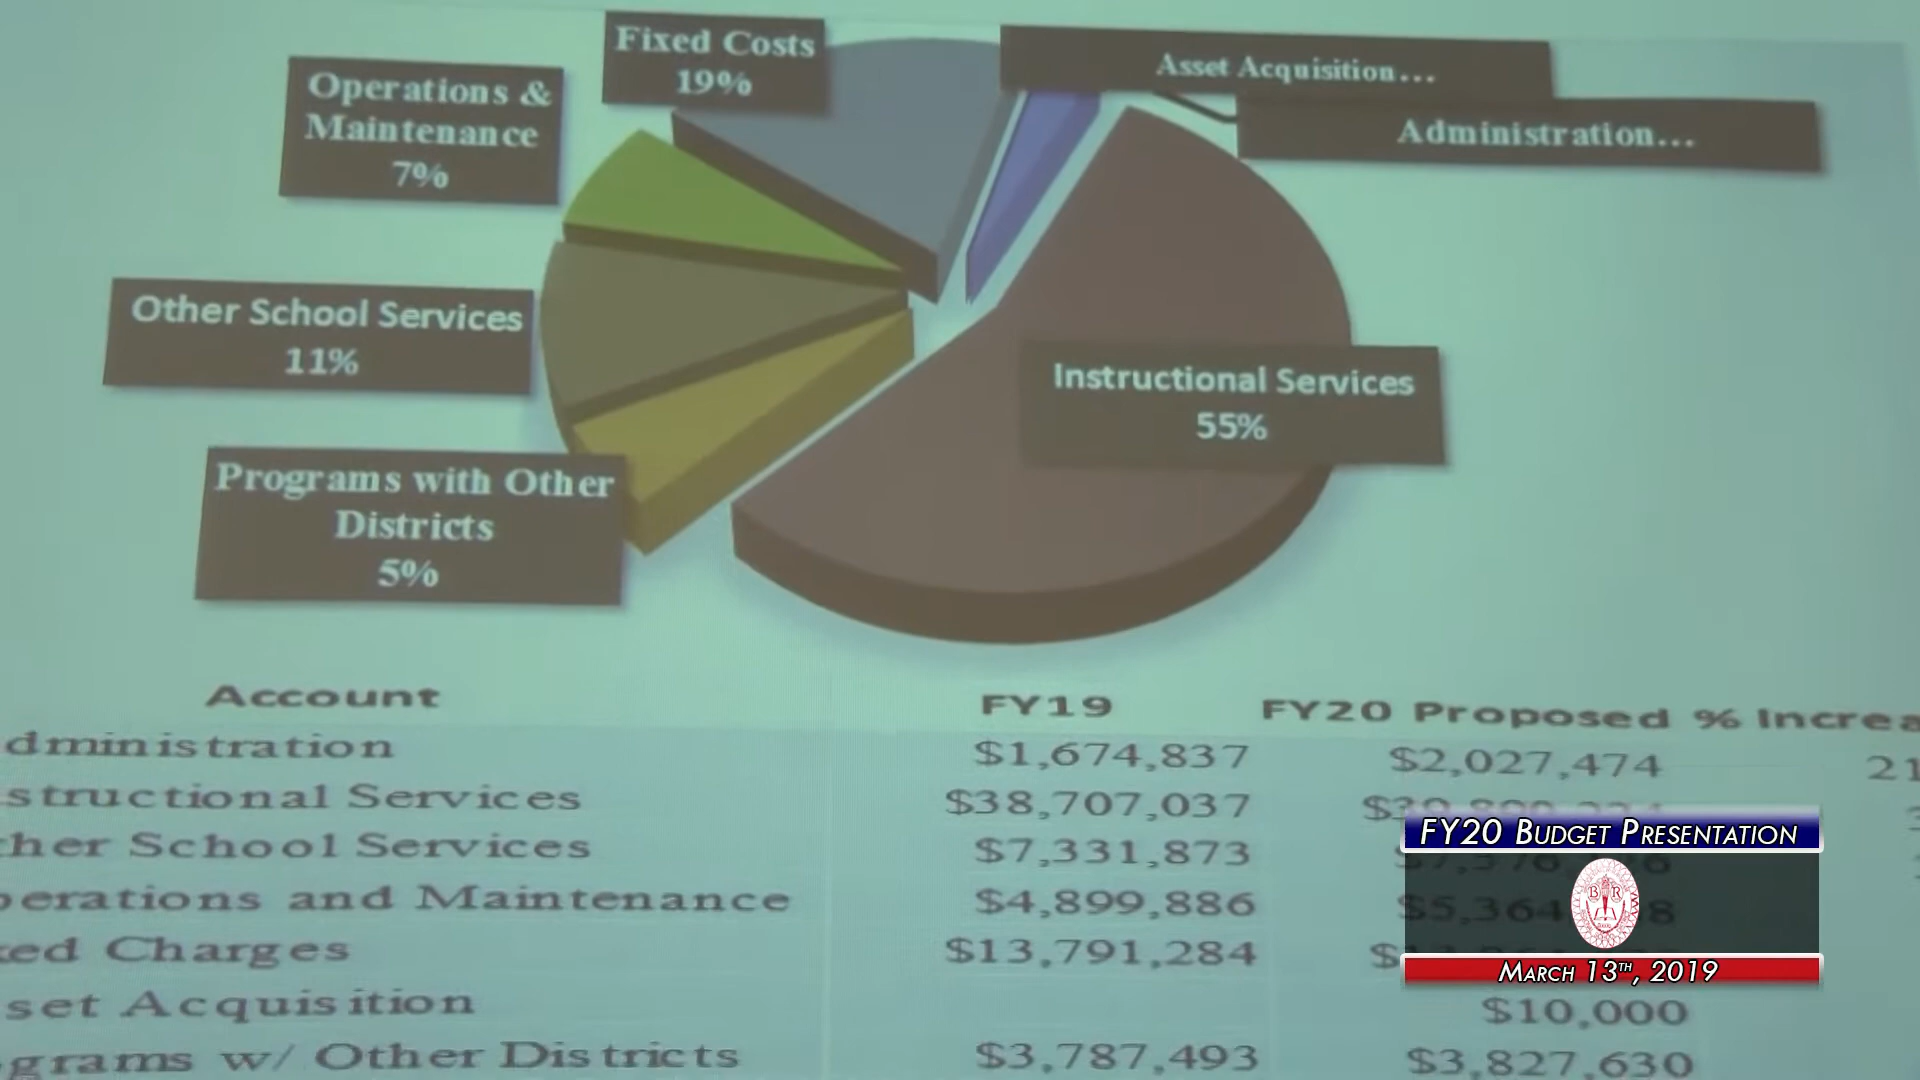 Fixed Costs
19%
Asset Acquisition...
Administration...
Operations &
Maintenance
7%
Other School Services
11%
Instructional Services
55%
Programs with Other
Districts
5%
Account FY19 FY20 Proposed % Increa
dministration $1,674,837 $2,027,474 21
structional Services $38,707,037
ther School Services $7,331,873
perations and Maintenance $4,899,886
ked Charges $13,791,284
set Acquisition $10,000
grams w/ Other Districts $3,787,493 $3,827,630
FY20 Budget Presentation
B R
March 13th, 2019